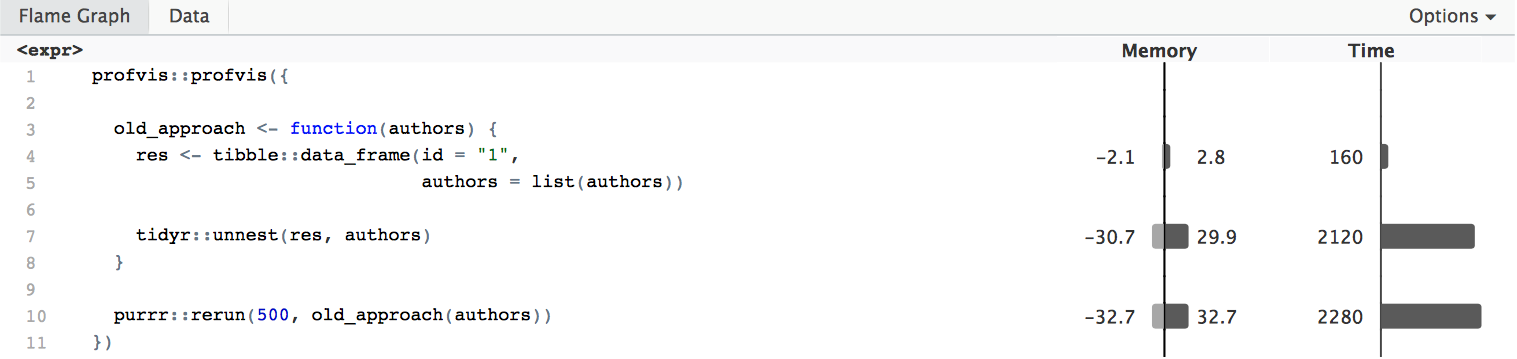 Flame Graph Data Options
<expr> Memory Time
1 profvis::profvis({
2
3 old_approach <- function(authors) {
4 res <- tibble::data_frame(id = "1", -2.1 2.8 160
5 authors = list(authors))
6
7 tidyr::unnest(res, authors) -30.7 29.9 2120
8 }
9
10 purrr::rerun(500, old_approach(authors)) -32.7 32.7 2280
11 })